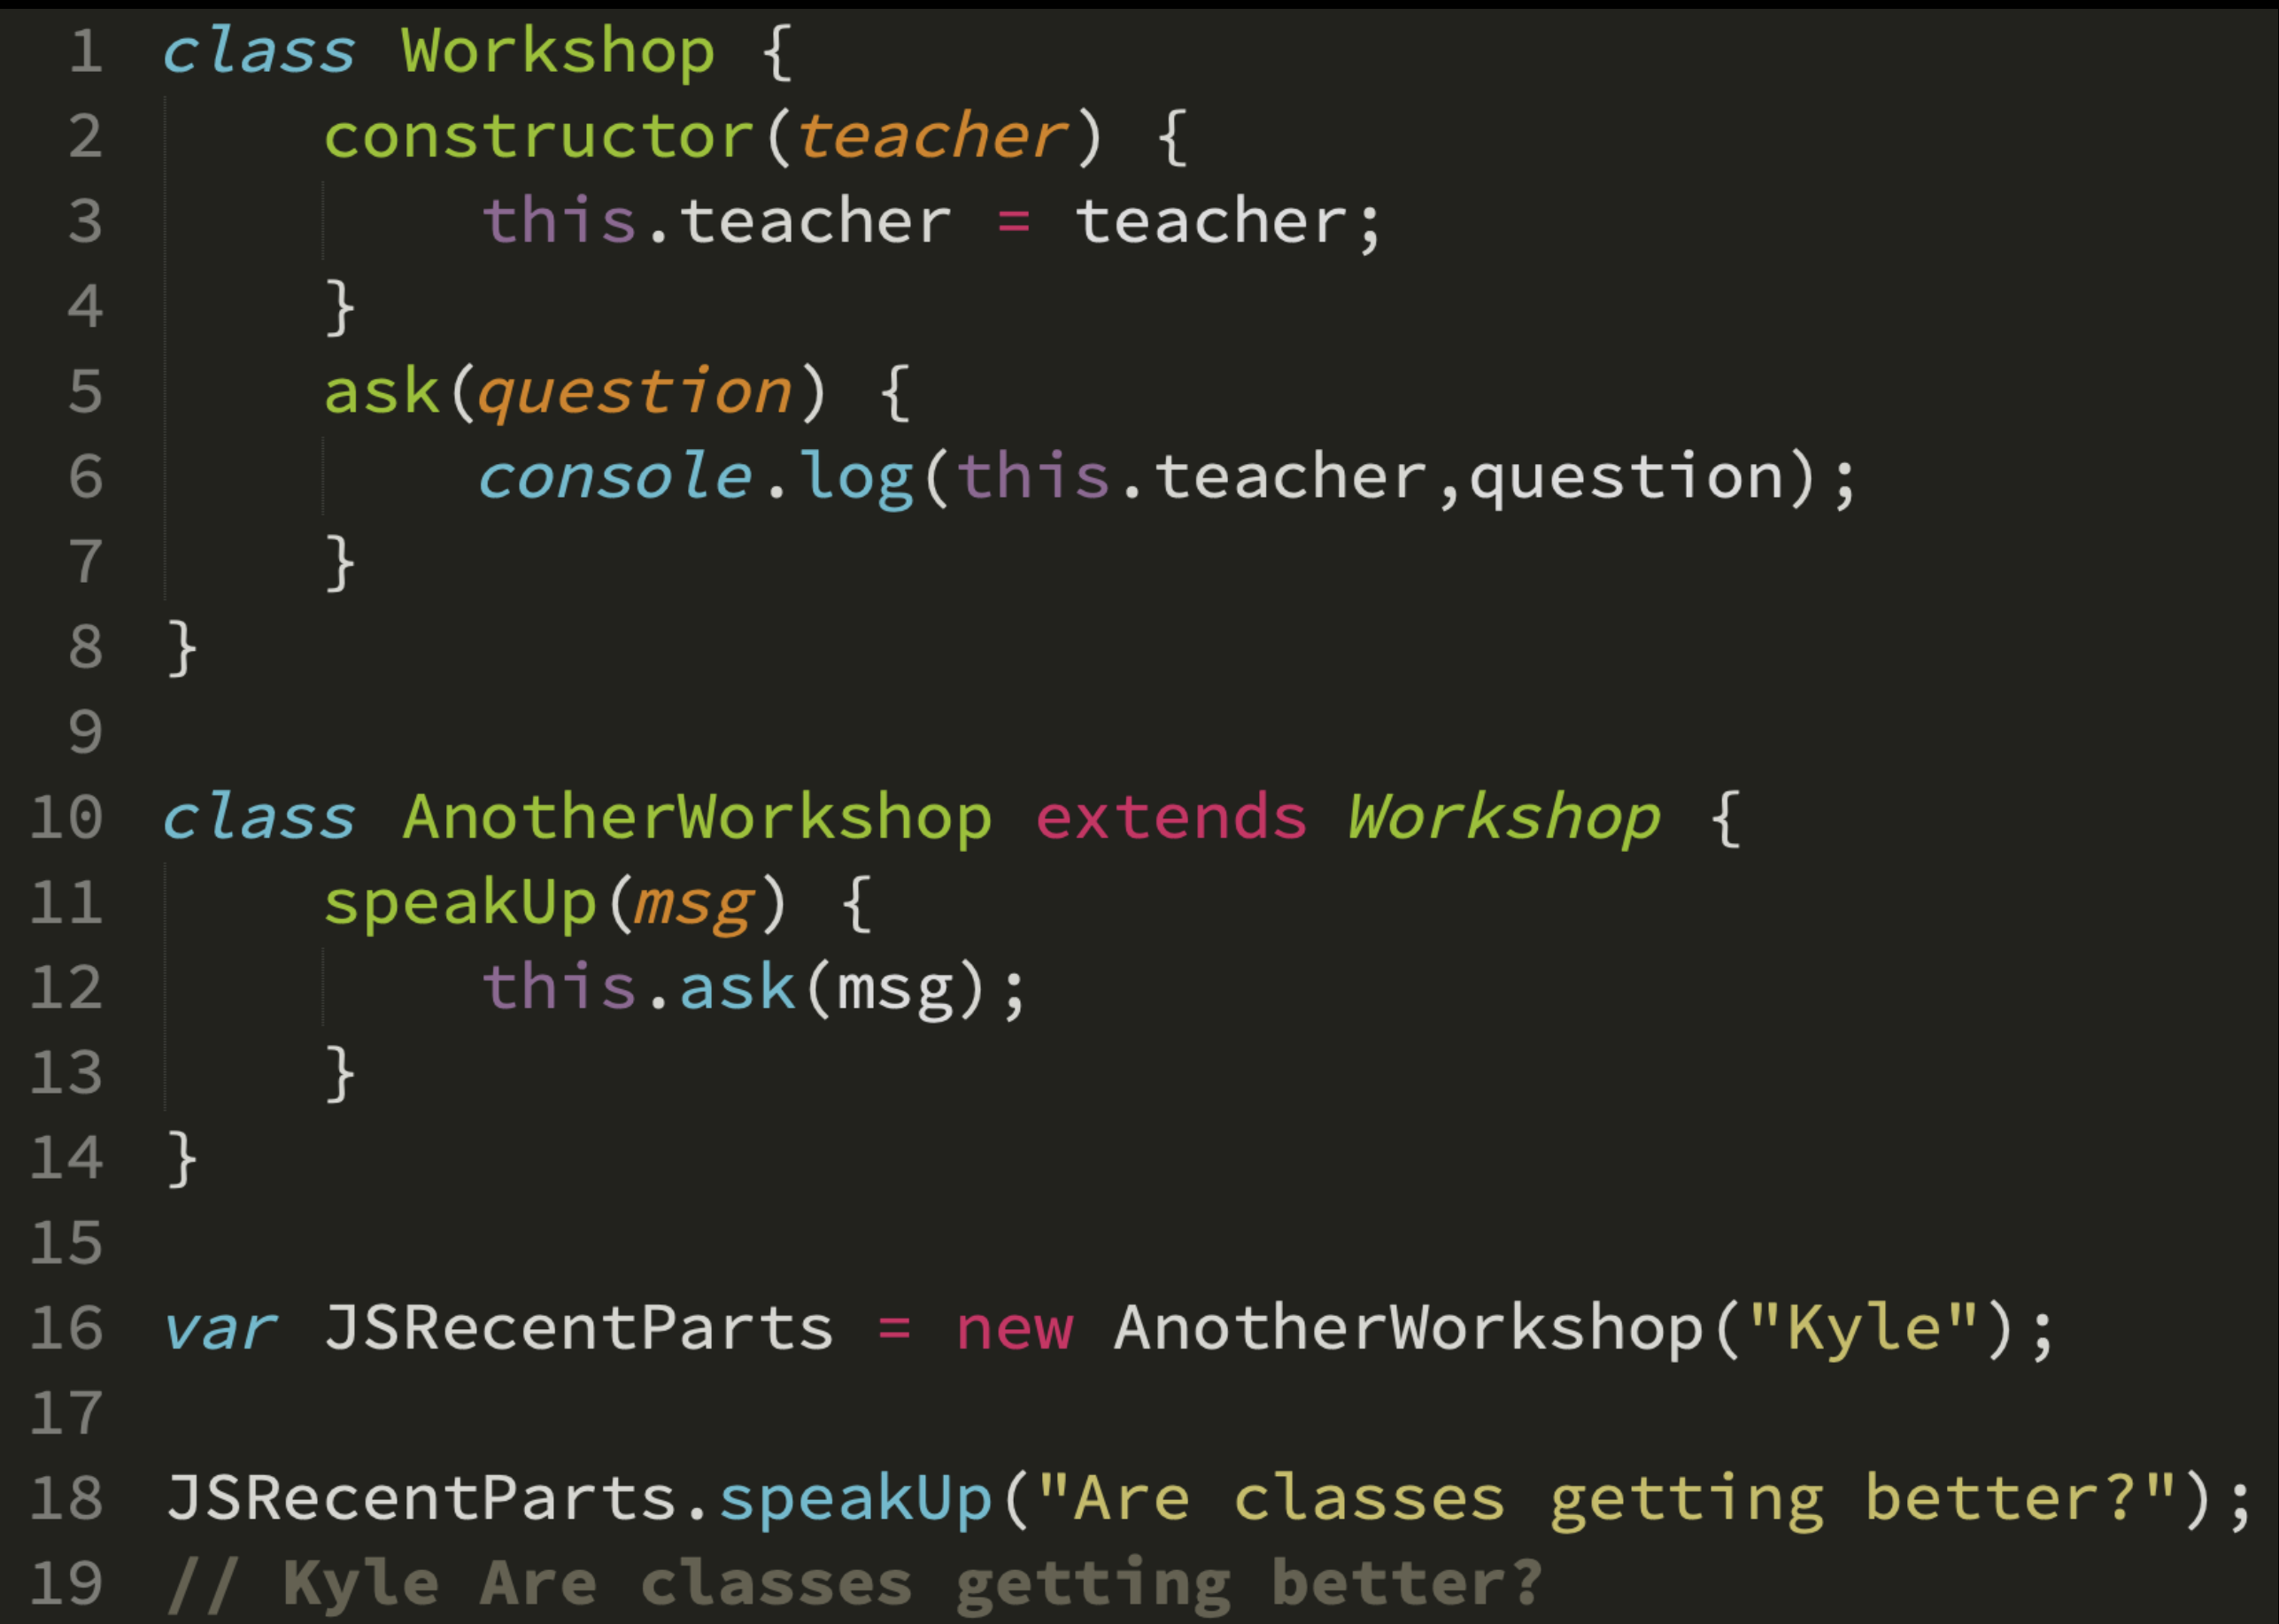 1 class Workshop {
2     constructor(teacher) {
3         this.teacher = teacher;
4     }
5     ask(question) {
6         console.log(this.teacher,question);
7     }
8 }
9
10 class AnotherWorkshop extends Workshop {
11     speakUp(msg) {
12         this.ask(msg);
13     }
14 }
15
16 var JSRecentParts = new AnotherWorkshop("Kyle");
17
18 JSRecentParts.speakUp("Are classes getting better?");
19 // Kyle Are classes getting better?